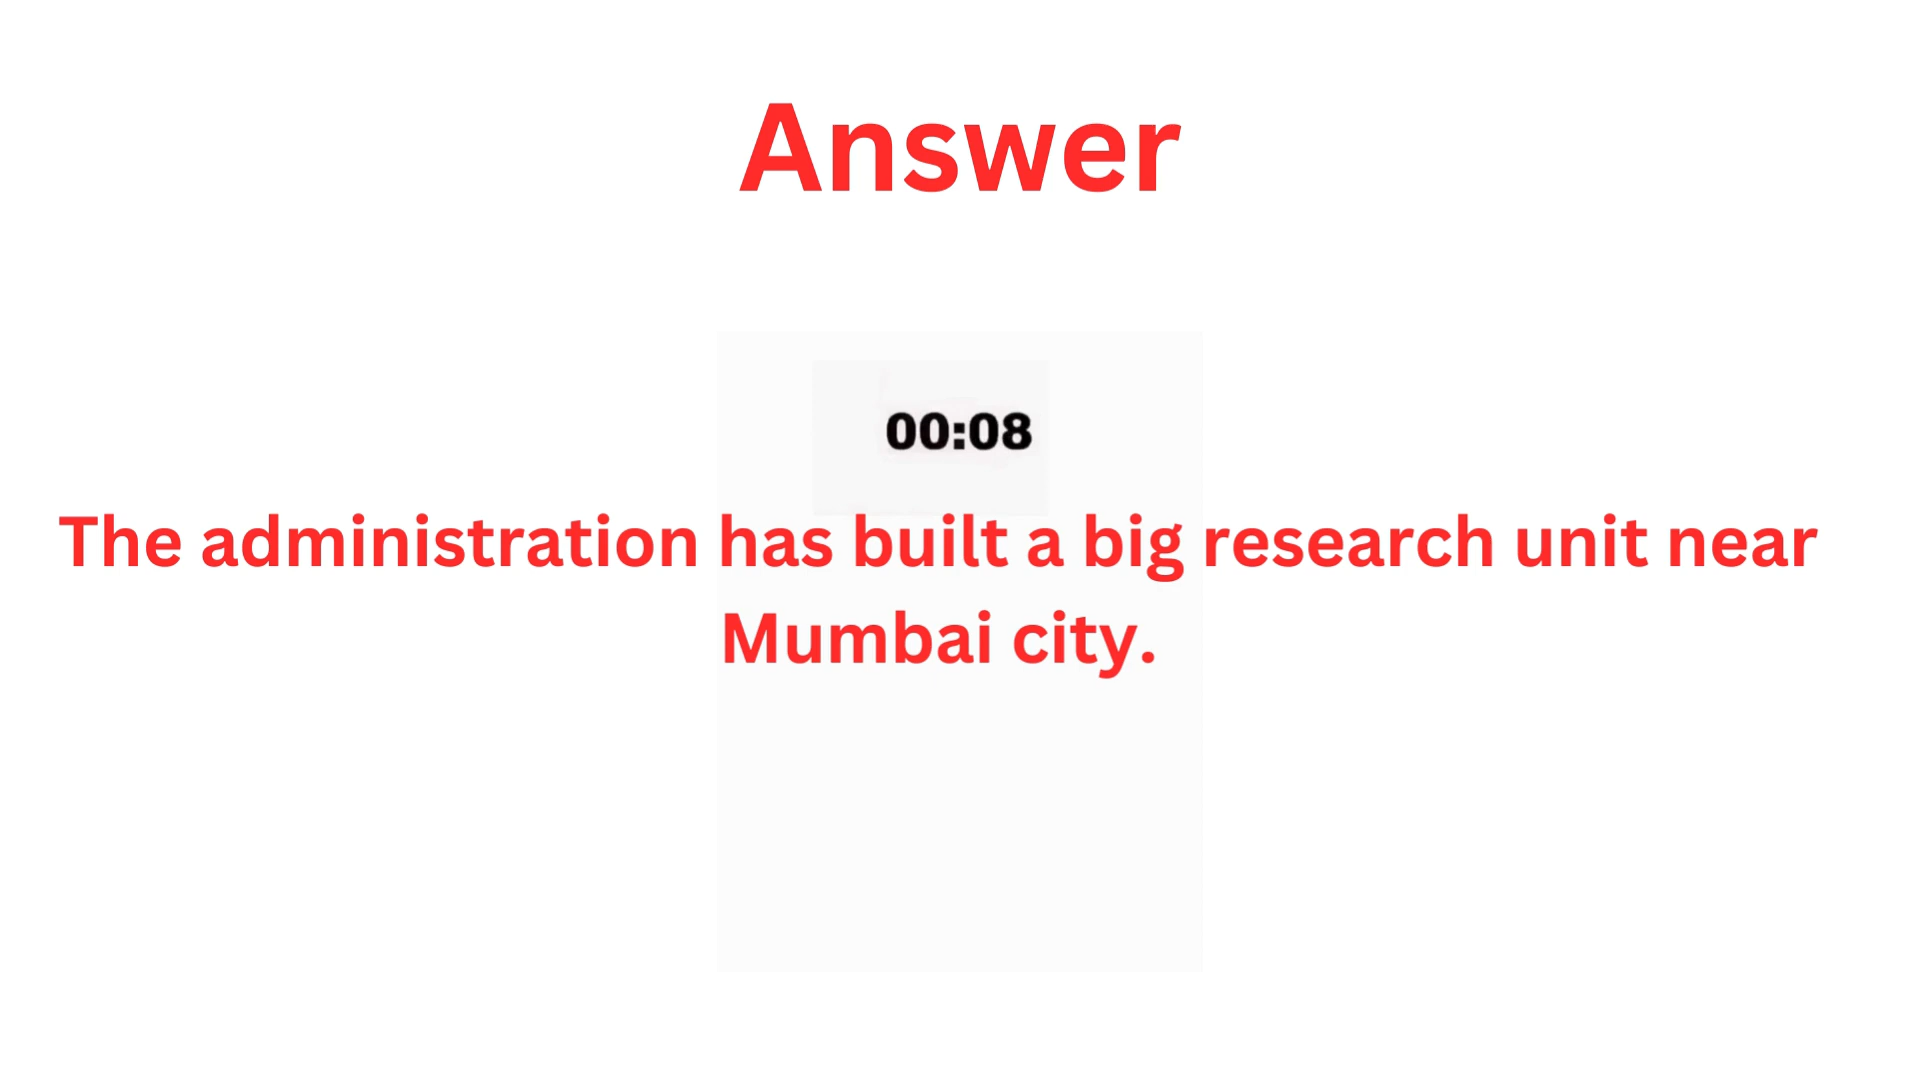 Answer
00:08
The administration has built a big research unit near
Mumbai city.